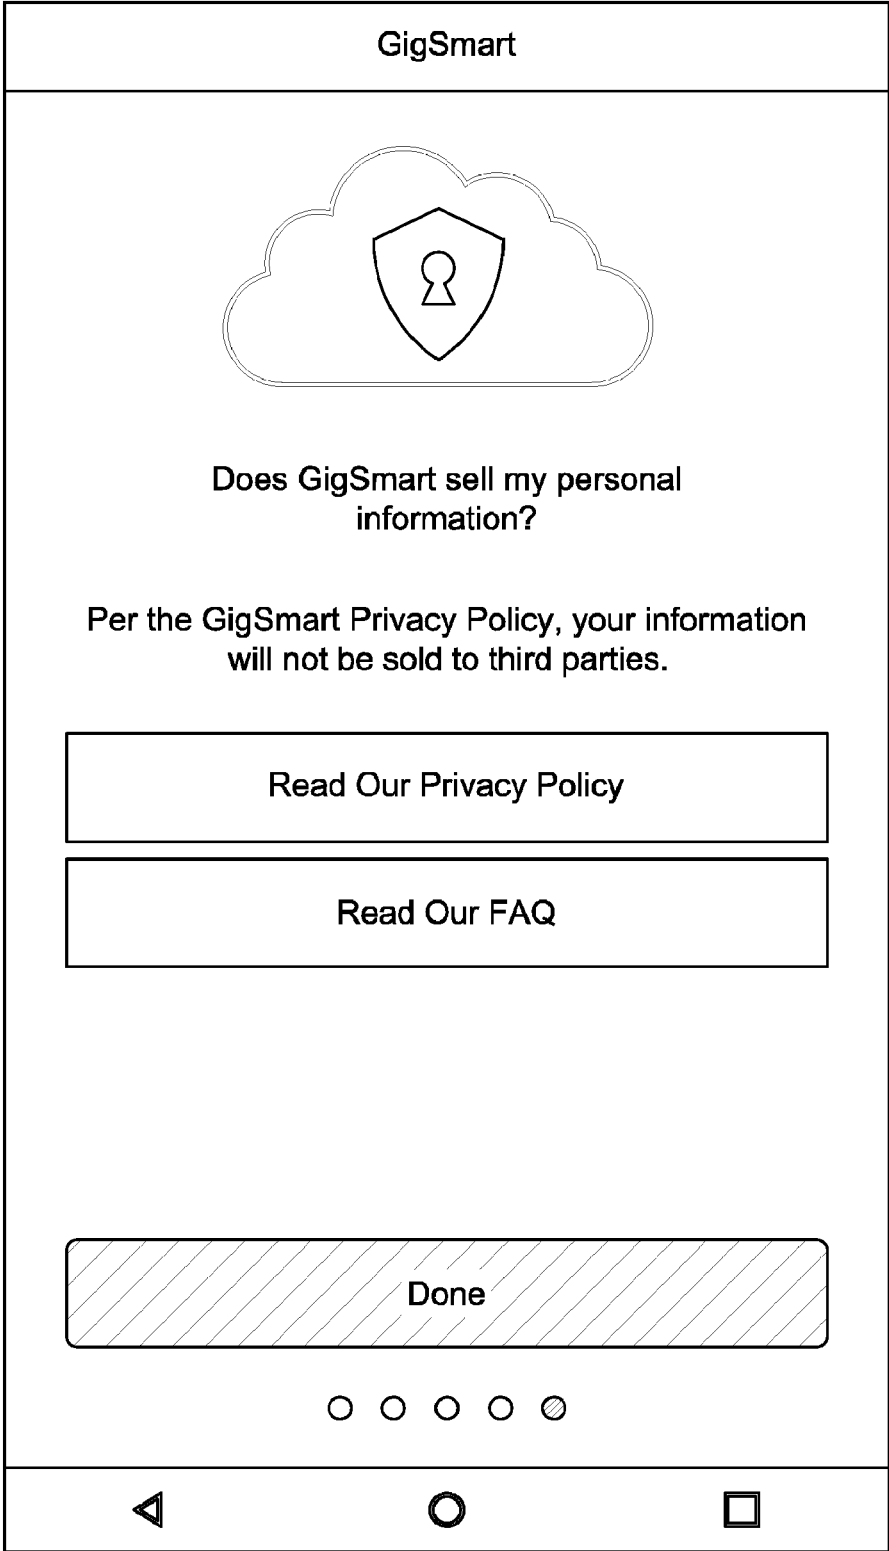 GigSmart
Does GigSmart sell my personal
information?
Per the GigSmart Privacy Policy, your information
will not be sold to third parties.
Read Our Privacy Policy
Read Our FAQ
Done